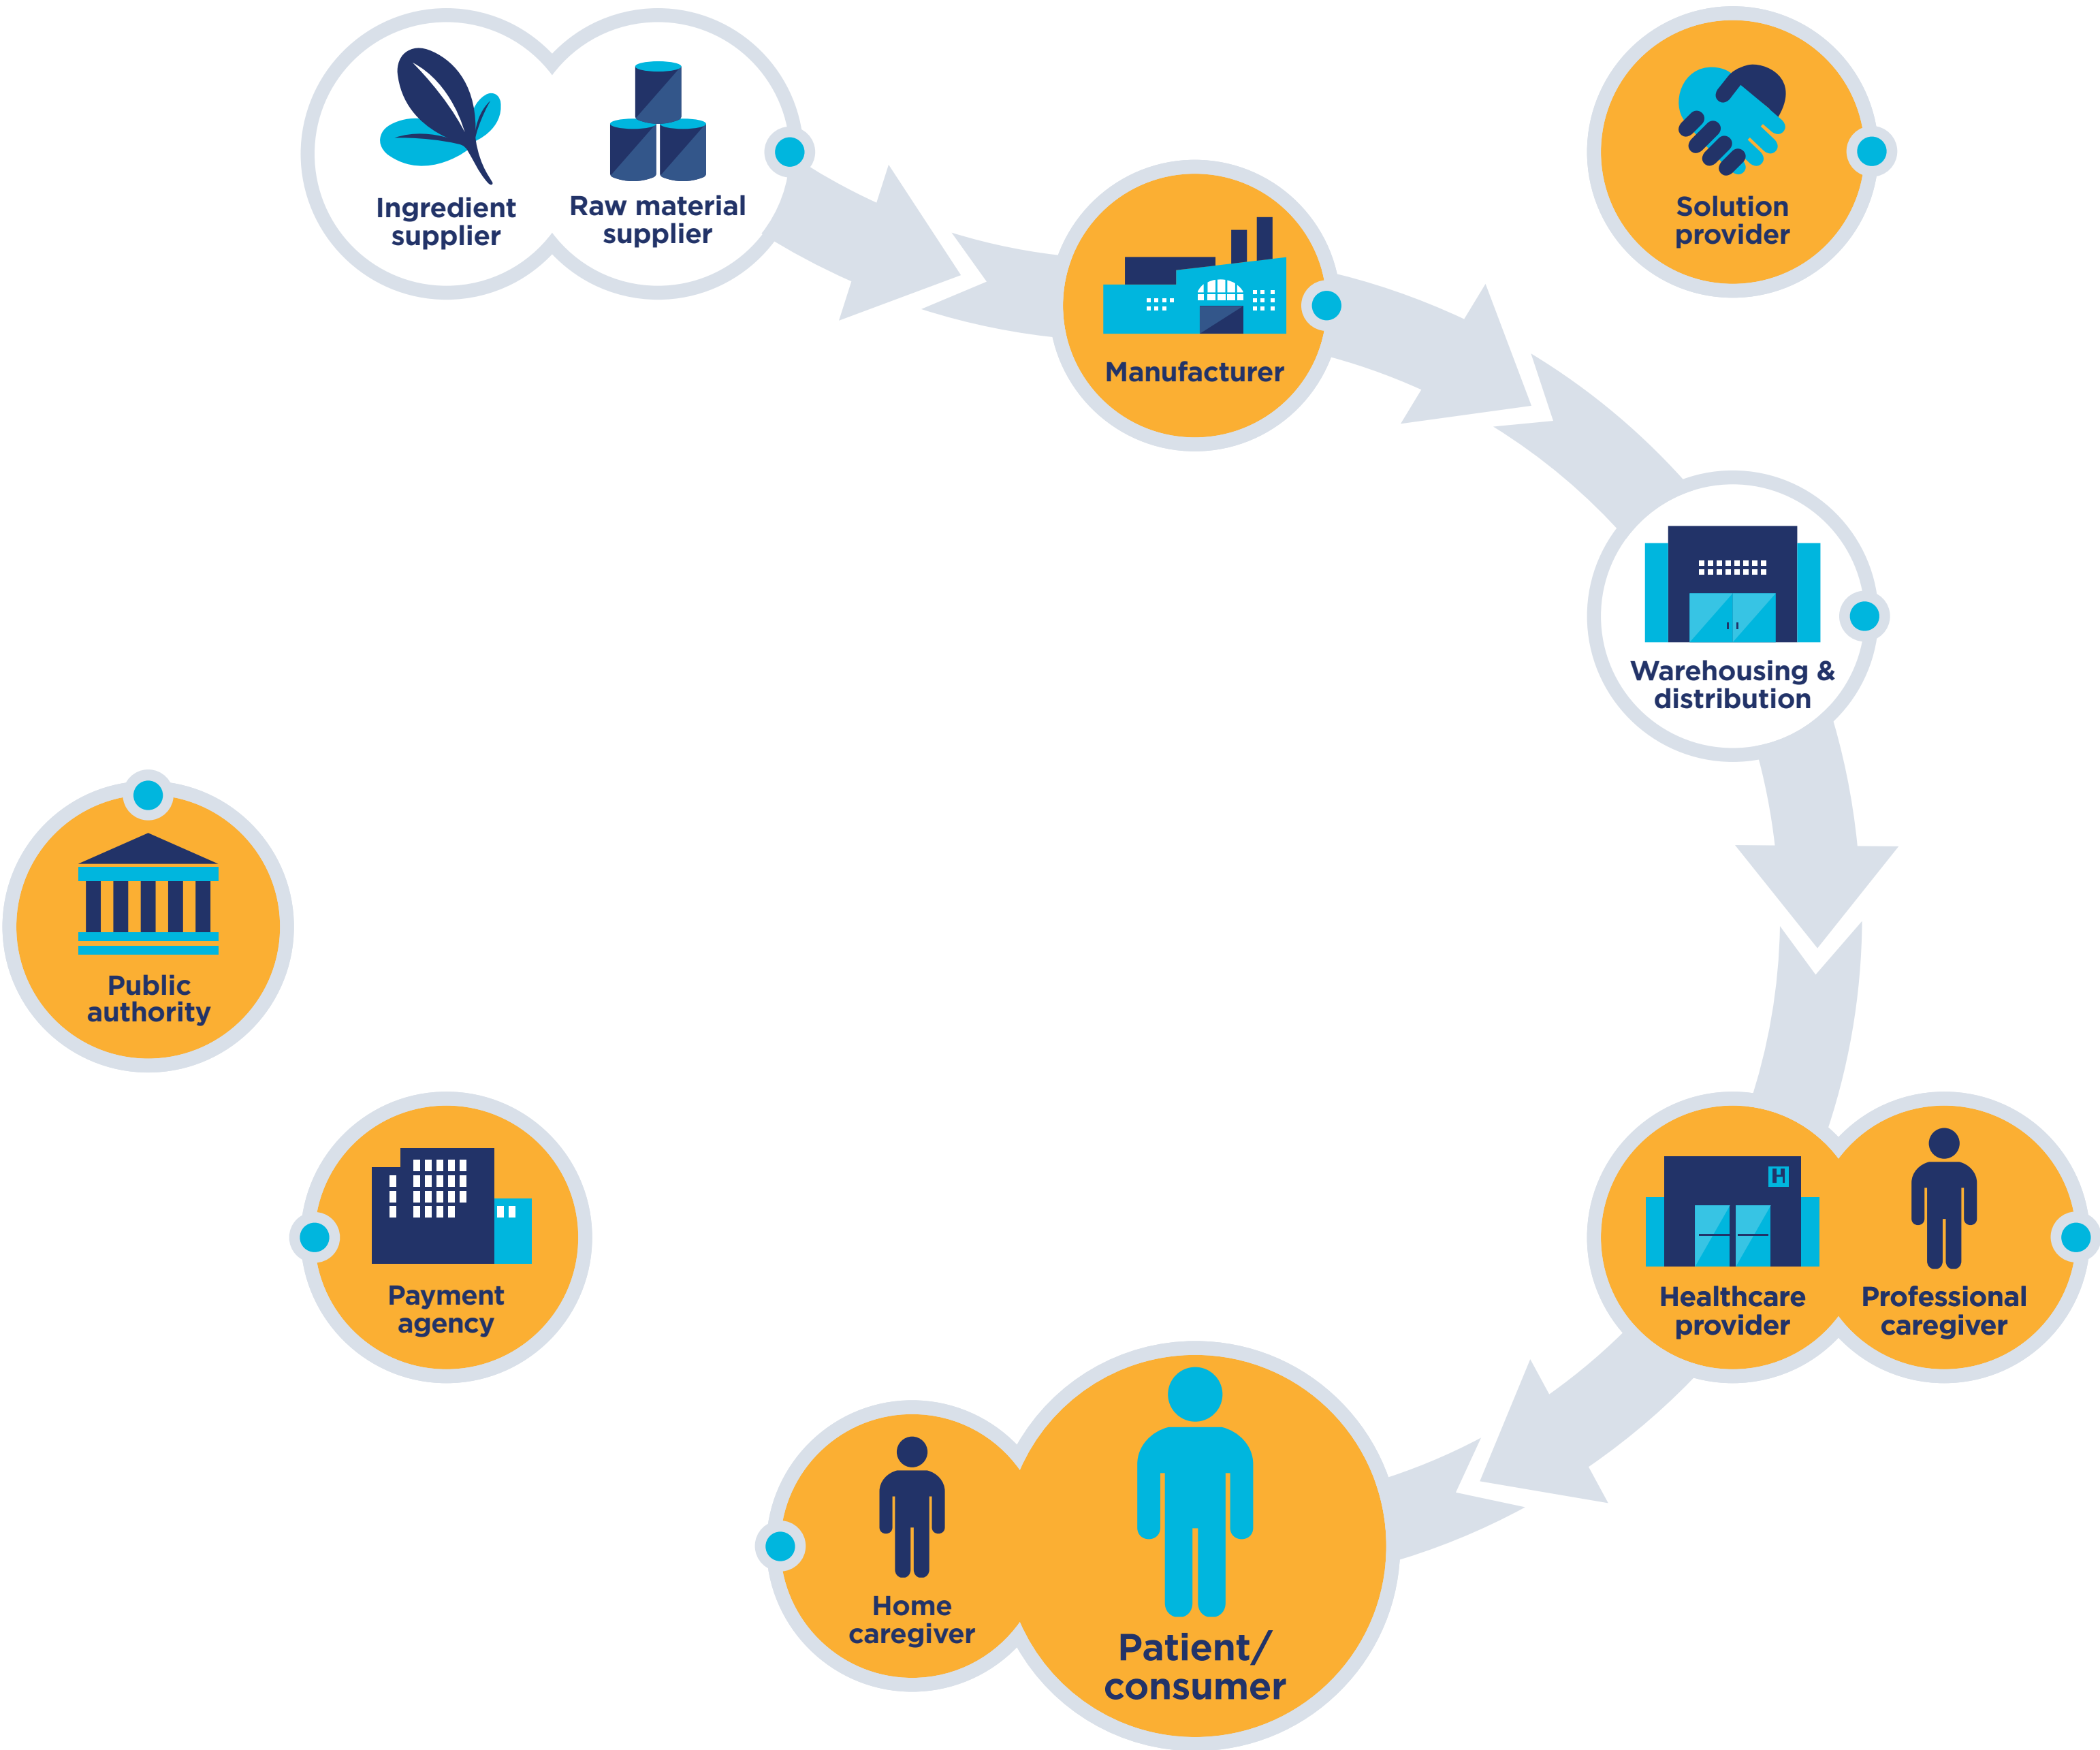 Ingredient
supplier
Raw material
supplier
Solution
provider
Manufacturer
Warehousing &
distribution
Public
authority
Payment
agency
H
Healthcare
provider
Professional
caregiver
Home
caregiver
Patient/
consumer